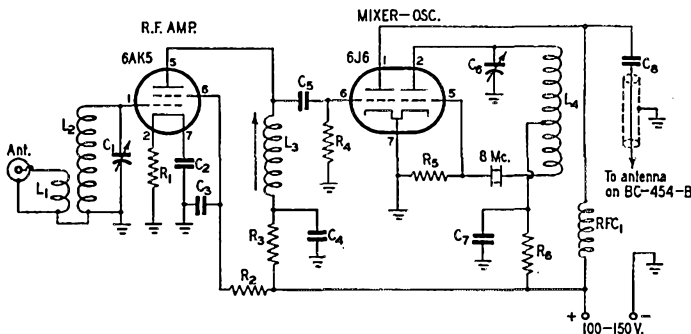 MIXER-OSC.
R.F. AMP.
6AK5
6J6
5
1
2
C8
C6
6
1
C5
6
5
L2
L4
C1
2
7
R4
Ant.
L3
7
L1
R1
C2
R5
8 Mc.
C3
To antenna
on BC-454-B
R3
C4
C7
R6
RFC1
R2
+
−
100-150 V.